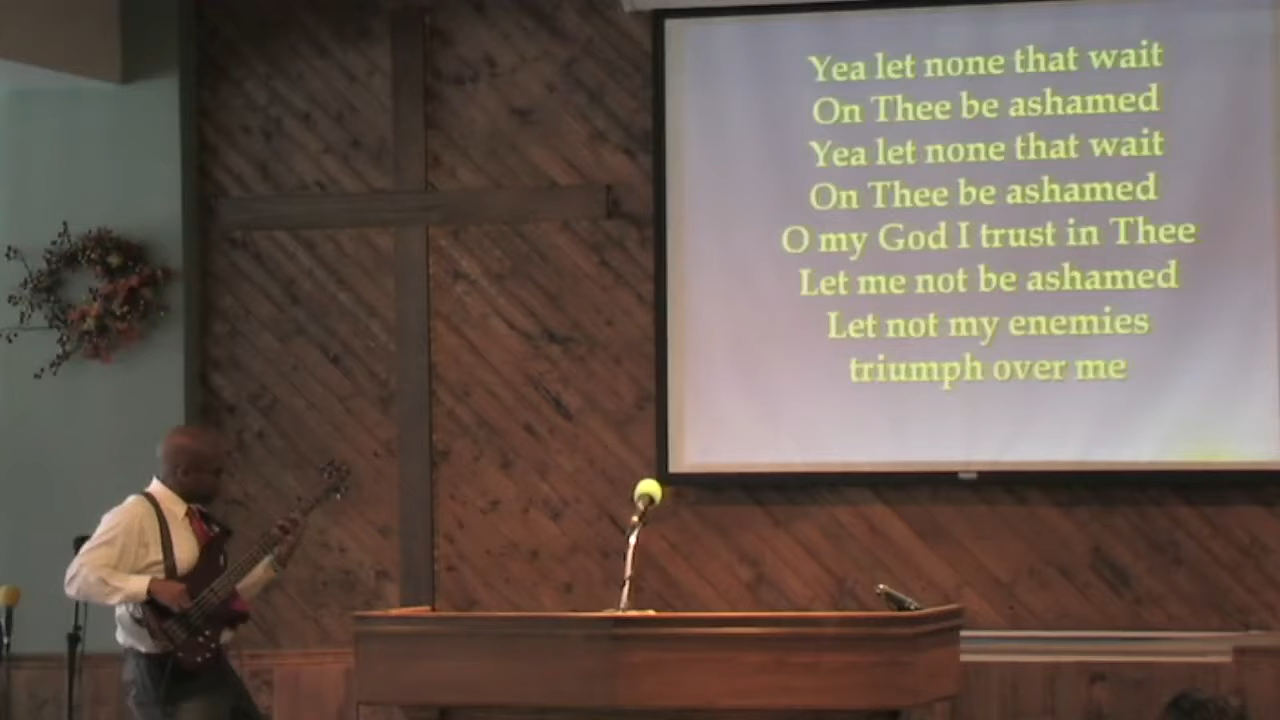 Yea let none that wait
On Thee be ashamed
Yea let none that wait
On Thee be ashamed
O my God I trust in Thee
Let me not be ashamed
Let not my enemies
triumph over me